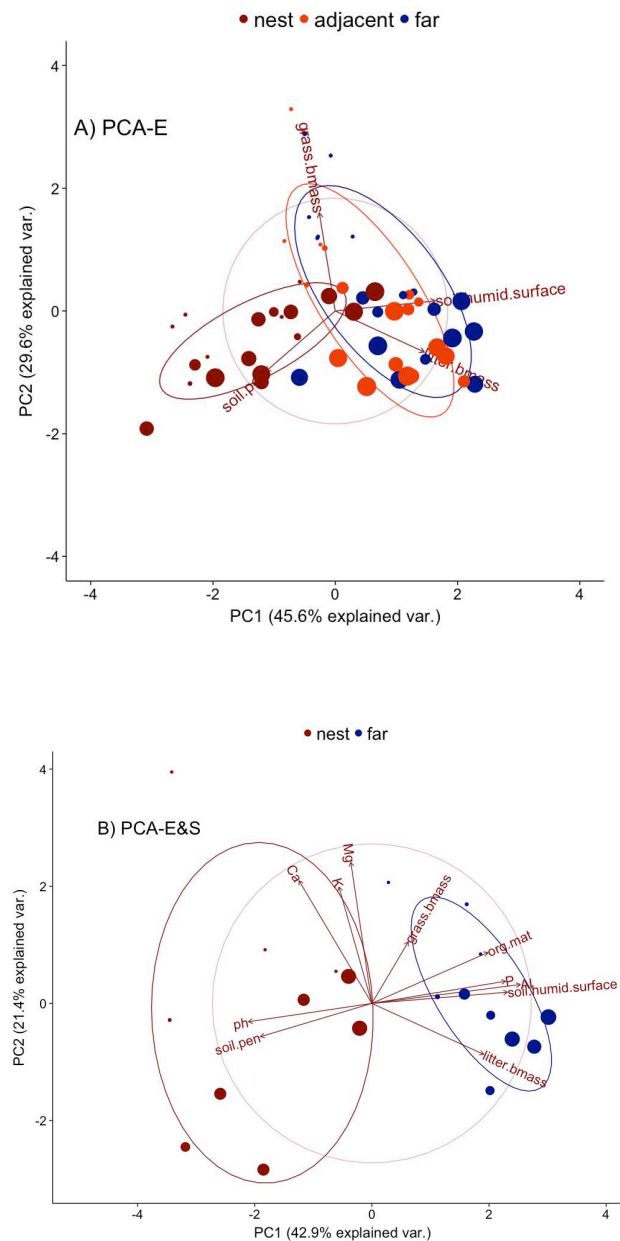 nest adjacent far
4
A) PCA-E
grass.bmass
2
PC2 (29.6% explained var.)
0
soil.humid.surface
litter.bmass
soil.pen
-2
-4
-4 -2 0 2 4
PC1 (45.6% explained var.)
nest far
4
B) PCA-E&S
Mg
Ca
K
grass.bmass
2
org.mat
PC2 (21.4% explained var.)
P Al
soil.humid.surface
0
ph
soil.pen
litter.bmass
-2
-4 -2 0 2 4
PC1 (42.9% explained var.)